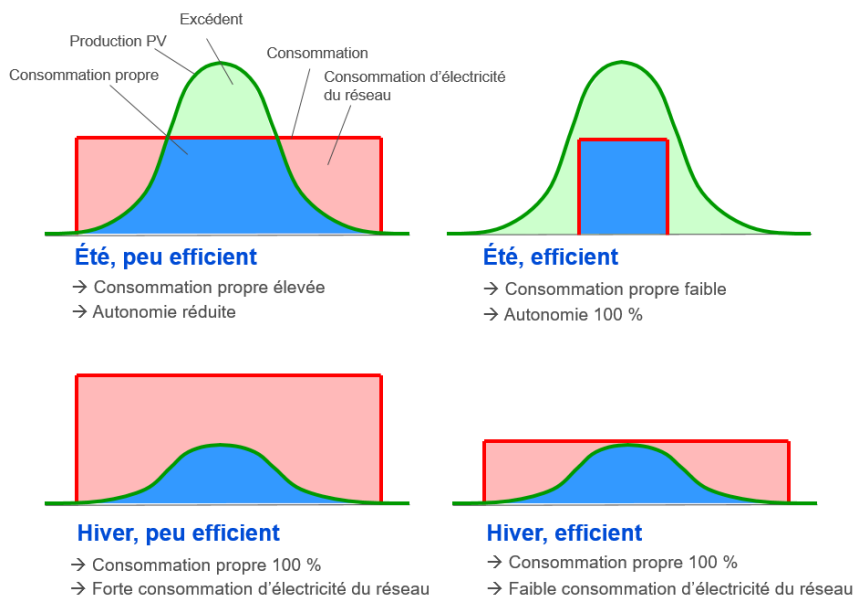 Excédent
Production PV
Consommation
Consommation propre
Consommation d'électricité
du réseau
Été, peu efficient
→ Consommation propre élevée
→ Autonomie réduite
Été, efficient
→ Consommation propre faible
→ Autonomie 100 %
Hiver, peu efficient
→ Consommation propre 100 %
→ Forte consommation d'électricité du réseau
Hiver, efficient
→ Consommation propre 100 %
→ Faible consommation d'électricité du réseau